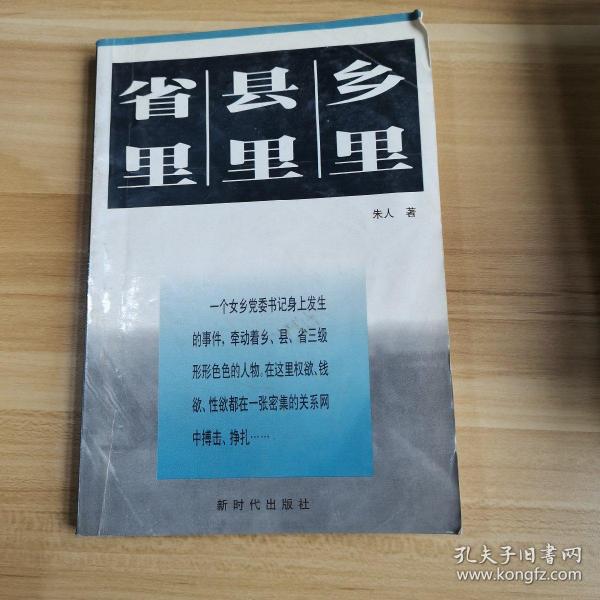 省里 县里 乡里
朱人 著
一个女乡党委书记身上发生
的事件,牵动着乡、县、省三级
形形色色的人物。在这里权欲、钱
欲、性欲都在一张密集的关系网
中搏击、挣扎……
新时代出版社
孔夫子旧书网
www.kongfz.com